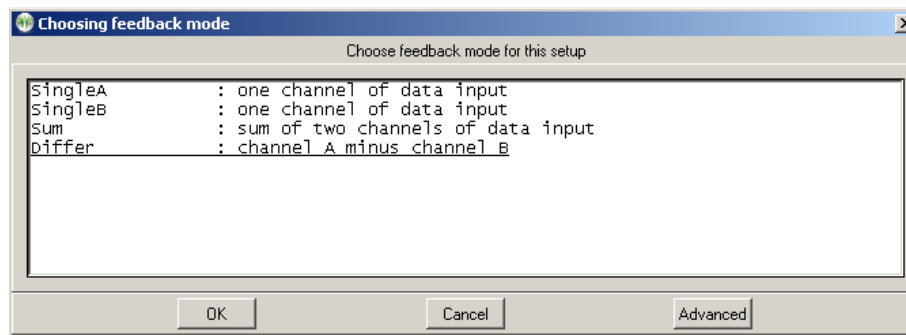 Choosing feedback mode
Choose feedback mode for this setup
SingleA : one channel of data input
SingleB : one channel of data input
Sum : sum of two channels of data input
Differ : channel A minus channel B
OK Cancel Advanced